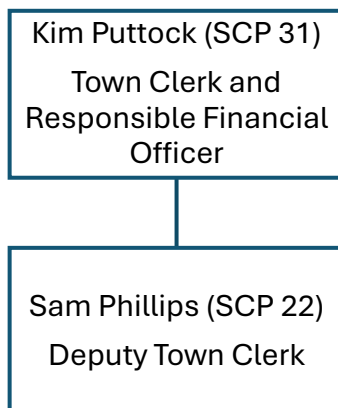 Kim Puttock (SCP 31)
Town Clerk and
Responsible Financial
Officer
Sam Phillips (SCP 22)
Deputy Town Clerk